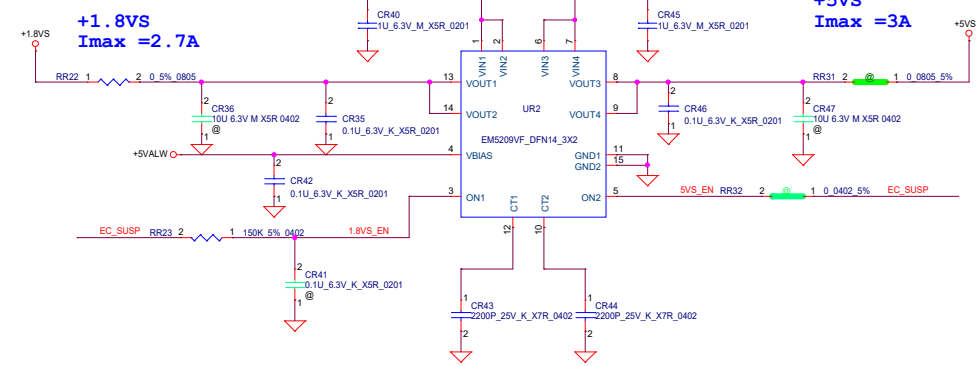 +1.8VS
Imax =2.7A
+5VS
Imax =3A
+1.8VS
+5VS
CR40
1U_6.3V_M_X5R_0201
CR45
1U_6.3V_M_X5R_0201
1
2
6
7
VIN1
VIN2
VIN3
VIN4
RR22 1 2 0_5%_0805
13
VOUT1
VOUT3
8
RR31 2 @ 1 0_0805_5%
2
CR36
10U 6.3V M X5R 0402
1
@
2
CR35
0.1U_6.3V_K_X5R_0201
1
14
VOUT2
UR2
VOUT4
9
2
CR46
0.1U_6.3V_K_X5R_0201
1
2
CR47
10U 6.3V M X5R 0402
1
@
EM5209VF_DFN14_3X2
+5VALW
4
VBIAS
GND1
11
GND2
15
2
CR42
0.1U_6.3V_K_X5R_0201
1
3
ON1
CT1
CT2
ON2
5
5VS_EN RR32 2 @ 1 0_0402_5% EC_SUSP
12
10
EC_SUSP RR23 2 1 150K_5%_0402 1.8VS_EN
2
CR41
0.1U_6.3V_K_X5R_0201
1
@
1
CR43
2200P_25V_K_X7R_0402
2
1
CR44
2200P_25V_K_X7R_0402
2